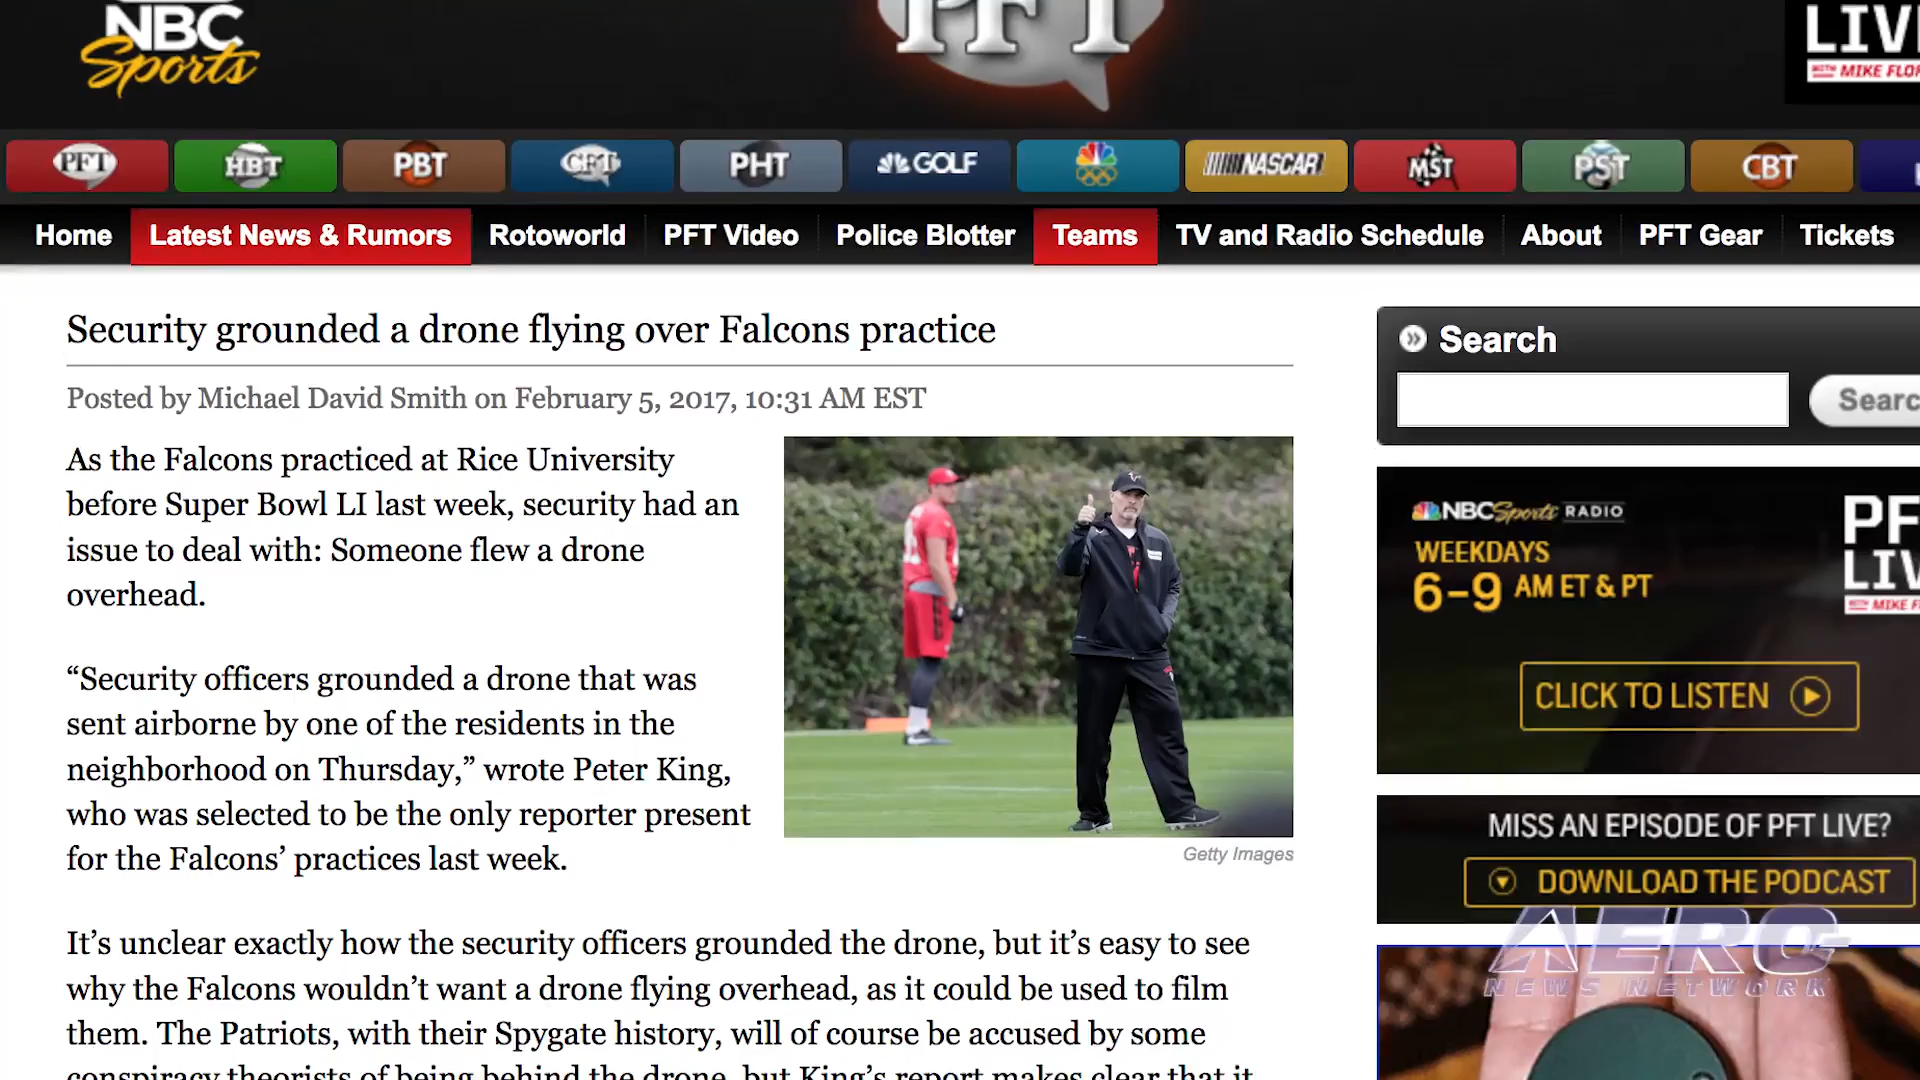 NBC
Sports
PFT
LIV
WITH MIKE FLOR
PFT HBT PBT CFT PHT GOLF NASCAR MST PST CBT
Home Latest News & Rumors Rotoworld PFT Video Police Blotter Teams TV and Radio Schedule About PFT Gear Tickets
Security grounded a drone flying over Falcons practice
Posted by Michael David Smith on February 5, 2017, 10:31 AM EST
As the Falcons practiced at Rice University
before Super Bowl LI last week, security had an
issue to deal with: Someone flew a drone
overhead.
“Security officers grounded a drone that was
sent airborne by one of the residents in the
neighborhood on Thursday,” wrote Peter King,
who was selected to be the only reporter present
for the Falcons’ practices last week.
Getty Images
It’s unclear exactly how the security officers grounded the drone, but it’s easy to see
why the Falcons wouldn’t want a drone flying overhead, as it could be used to film
them. The Patriots, with their Spygate history, will of course be accused by some
conspiracy theorists of being behind the drone, but King’s report makes clear that it
Search
Searc
NBC Sports RADIO
WEEKDAYS
6–9 AM ET & PT
PF
LIV
WITH MIKE F
CLICK TO LISTEN
MISS AN EPISODE OF PFT LIVE?
DOWNLOAD THE PODCAST
AERO
NEWS NETWORK